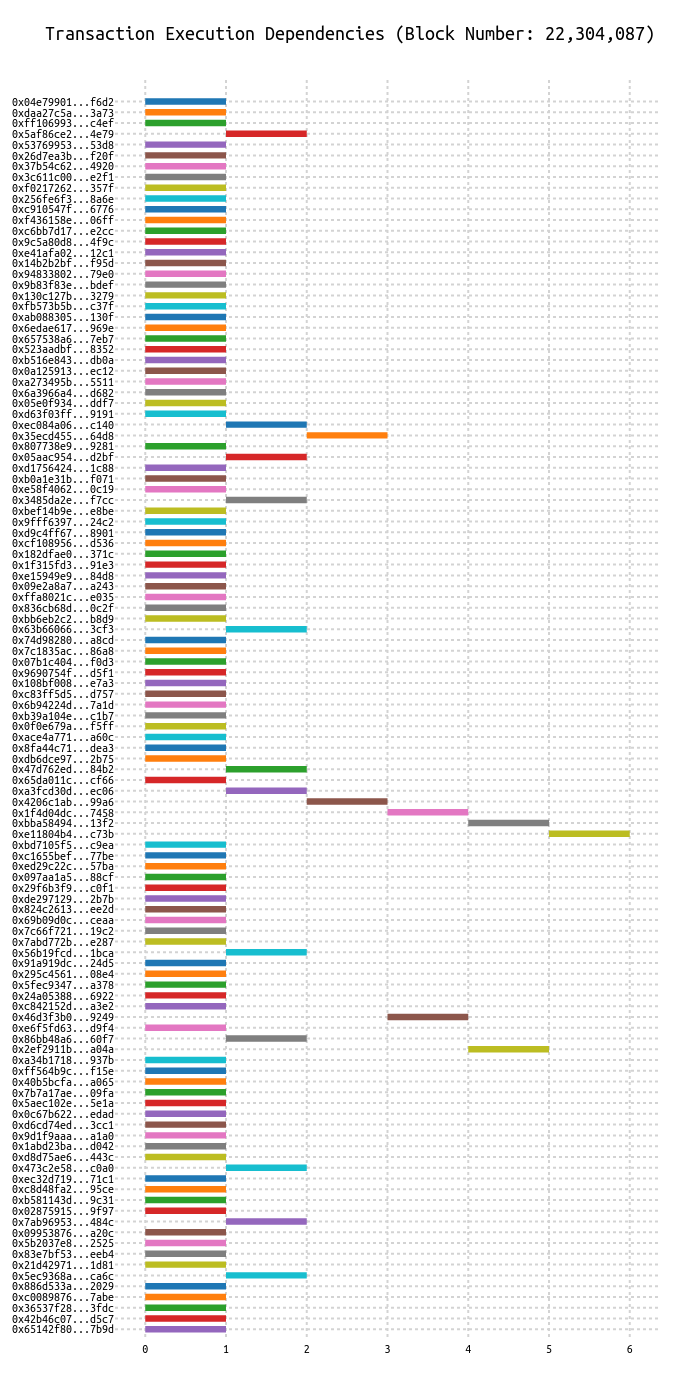 Transaction Execution Dependencies (Block Number: 22,304,087)
0x04e79901...f6d2
0xdaa27c5a...3a73
0xff106993...c4ef
0x5af86ce2...4e79
0x53769953...53d8
0x26d7ea3b...f20f
0x37b54c62...4920
0x3c611c00...e2f1
0xf0217262...357f
0x256fe6f3...8a6e
0xc910547f...6776
0xf436158e...06ff
0xc6bb7d17...e2cc
0x9c5a80d8...4f9c
0xe41afa02...12c1
0x14b2b2bf...f95d
0x94833802...79e0
0x9b83f83e...bdef
0x130c127b...3279
0xfb573b5b...c37f
0xab088305...130f
0x6edae617...969e
0x657538a6...7eb7
0x523aadbf...8352
0xb516e843...db0a
0x0a125913...ec12
0xa273495b...5511
0x6a3966a4...d682
0x05e0f934...ddf7
0xd63f03ff...9191
0xec084a06...c140
0x35ecd455...64d8
0x807738e9...9281
0x05aac954...d2bf
0xd1756424...1c88
0xb0a1e31b...f071
0xe58f4062...0c19
0x3485da2e...f7cc
0xbef14b9e...e8be
0x9fff6397...24c2
0xd9c4ff67...8901
0xcf108956...d536
0x182dfae0...371c
0x1f315fd3...91e3
0xe15949e9...84d8
0x09e2a8a7...a243
0xffa8021c...e035
0x836cb68d...0c2f
0xbb6eb2c2...b8d9
0x63b66066...3cf3
0x74d98280...a8cd
0x7c1835ac...86a8
0x07b1c404...f0d3
0x9690754f...d5f1
0x108bf008...e7a3
0xc83ff5d5...d757
0x6b94224d...7a1d
0xb39a104e...c1b7
0x0f0e679a...f5ff
0xace4a771...a60c
0x8fa44c71...dea3
0xdb6dce97...2b75
0x47d762ed...84b2
0x65da011c...cf66
0xa3fcd30d...ec06
0x4206c1ab...99a6
0x1f4d04dc...7458
0xbba58494...13f2
0xe11804b4...c73b
0xbd7105f5...c9ea
0xc1655bef...77be
0xed29c22c...57ba
0x097aa1a5...88cf
0x29f6b3f9...c0f1
0xde297129...2b7b
0x824c2613...ee2d
0x69b09d0c...ceaa
0x7c66f721...19c2
0x7abd772b...e287
0x56b19fcd...1bca
0x91a919dc...24d5
0x295c4561...08e4
0x5fec9347...a378
0x24a05388...6922
0xc842152d...a3e2
0x46d3f3b0...9249
0xe6f5fd63...d9f4
0x86bb48a6...60f7
0x2ef2911b...a04a
0xa34b1718...937b
0xff564b9c...f15e
0x40b5bcfa...a065
0x7b7a17ae...09fa
0x5aec102e...5e1a
0x0c67b622...edad
0xd6cd74ed...3cc1
0x9d1f9aaa...a1a0
0x1abd23ba...d042
0xd8d75ae6...443c
0x473c2e58...c0a0
0xec32d719...71c1
0xc8d48fa2...95ce
0xb581143d...9c31
0x02875915...9f97
0x7ab96953...484c
0x09953876...a20c
0x5b2037e8...2525
0x83e7bf53...eeb4
0x21d42971...1d81
0x5ec9368a...ca6c
0x886d533a...2029
0xc0089876...7abe
0x36537f28...3fdc
0x42b46c07...d5c7
0x65142f80...7b9d
0 1 2 3 4 5 6